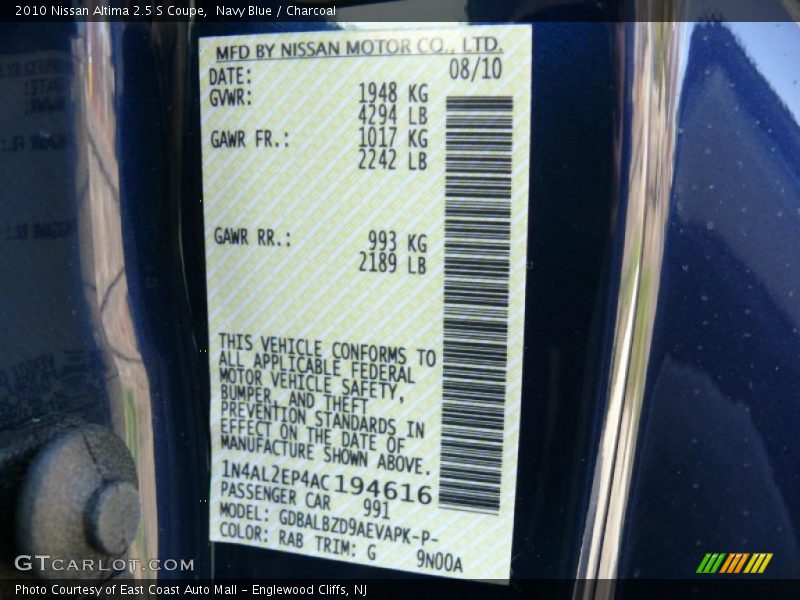 2010 Nissan Altima 2.5 S Coupe, Navy Blue / Charcoal
MFD BY NISSAN MOTOR CO., LTD.
DATE: 08/10
GVWR: 1948 KG
4294 LB
GAWR FR.: 1017 KG
2242 LB
GAWR RR.: 993 KG
2189 LB
THIS VEHICLE CONFORMS TO
ALL APPLICABLE FEDERAL
MOTOR VEHICLE SAFETY,
BUMPER, AND THEFT
PREVENTION STANDARDS IN
EFFECT ON THE DATE OF
MANUFACTURE SHOWN ABOVE.
1N4AL2EP4AC194616
PASSENGER CAR 991
MODEL: GDBALBZD9AEVAPK-P-
COLOR: RAB TRIM: G 9N00A
GTCARLOT.COM
Photo Courtesy of East Coast Auto Mall - Englewood Cliffs, NJ